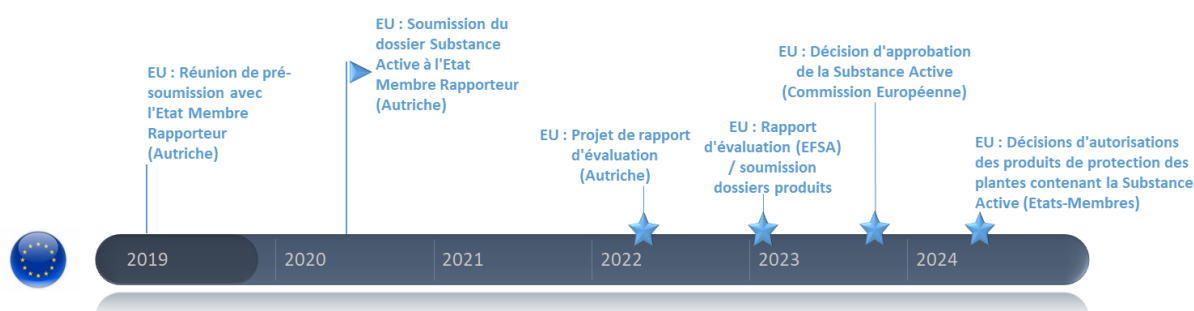 EU : Réunion de pré-
soumission avec
l'Etat Membre
Rapporteur
(Autriche)
EU : Soumission du
dossier Substance
Active à l'Etat
Membre Rapporteur
(Autriche)
EU : Projet de rapport
d'évaluation
(Autriche)
EU : Rapport
d'évaluation (EFSA)
/ soumission
dossiers produits
EU : Décision d'approbation
de la Substance Active
(Commission Européenne)
EU : Décisions d'autorisations
des produits de protection des
plantes contenant la Substance
Active (Etats-Membres)
2019
2020
2021
2022
2023
2024